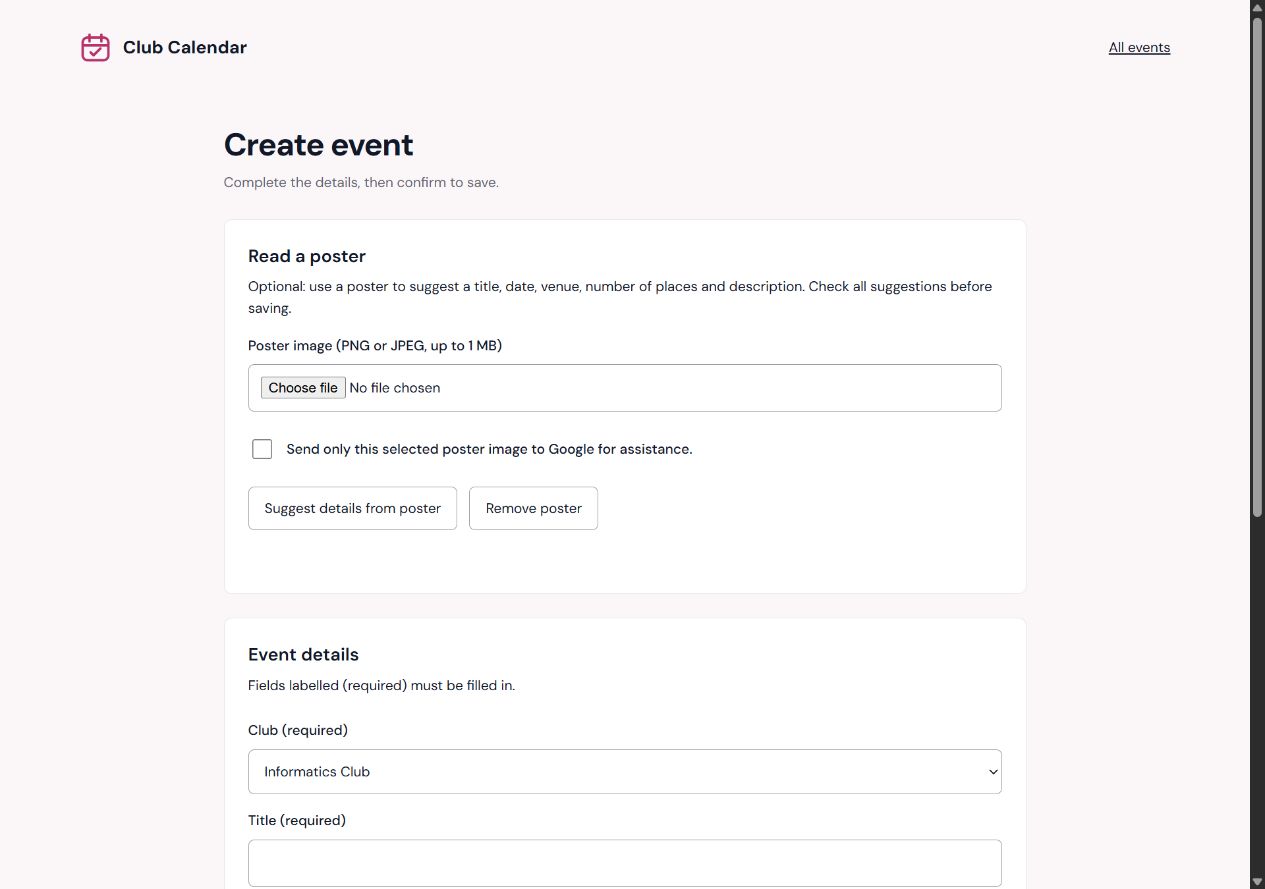 Club Calendar
All events
Create event
Complete the details, then confirm to save.
Read a poster
Optional: use a poster to suggest a title, date, venue, number of places and description. Check all suggestions before
saving.
Poster image (PNG or JPEG, up to 1 MB)
Choose file No file chosen
Send only this selected poster image to Google for assistance.
Suggest details from poster
Remove poster
Event details
Fields labelled (required) must be filled in.
Club (required)
Informatics Club
Title (required)